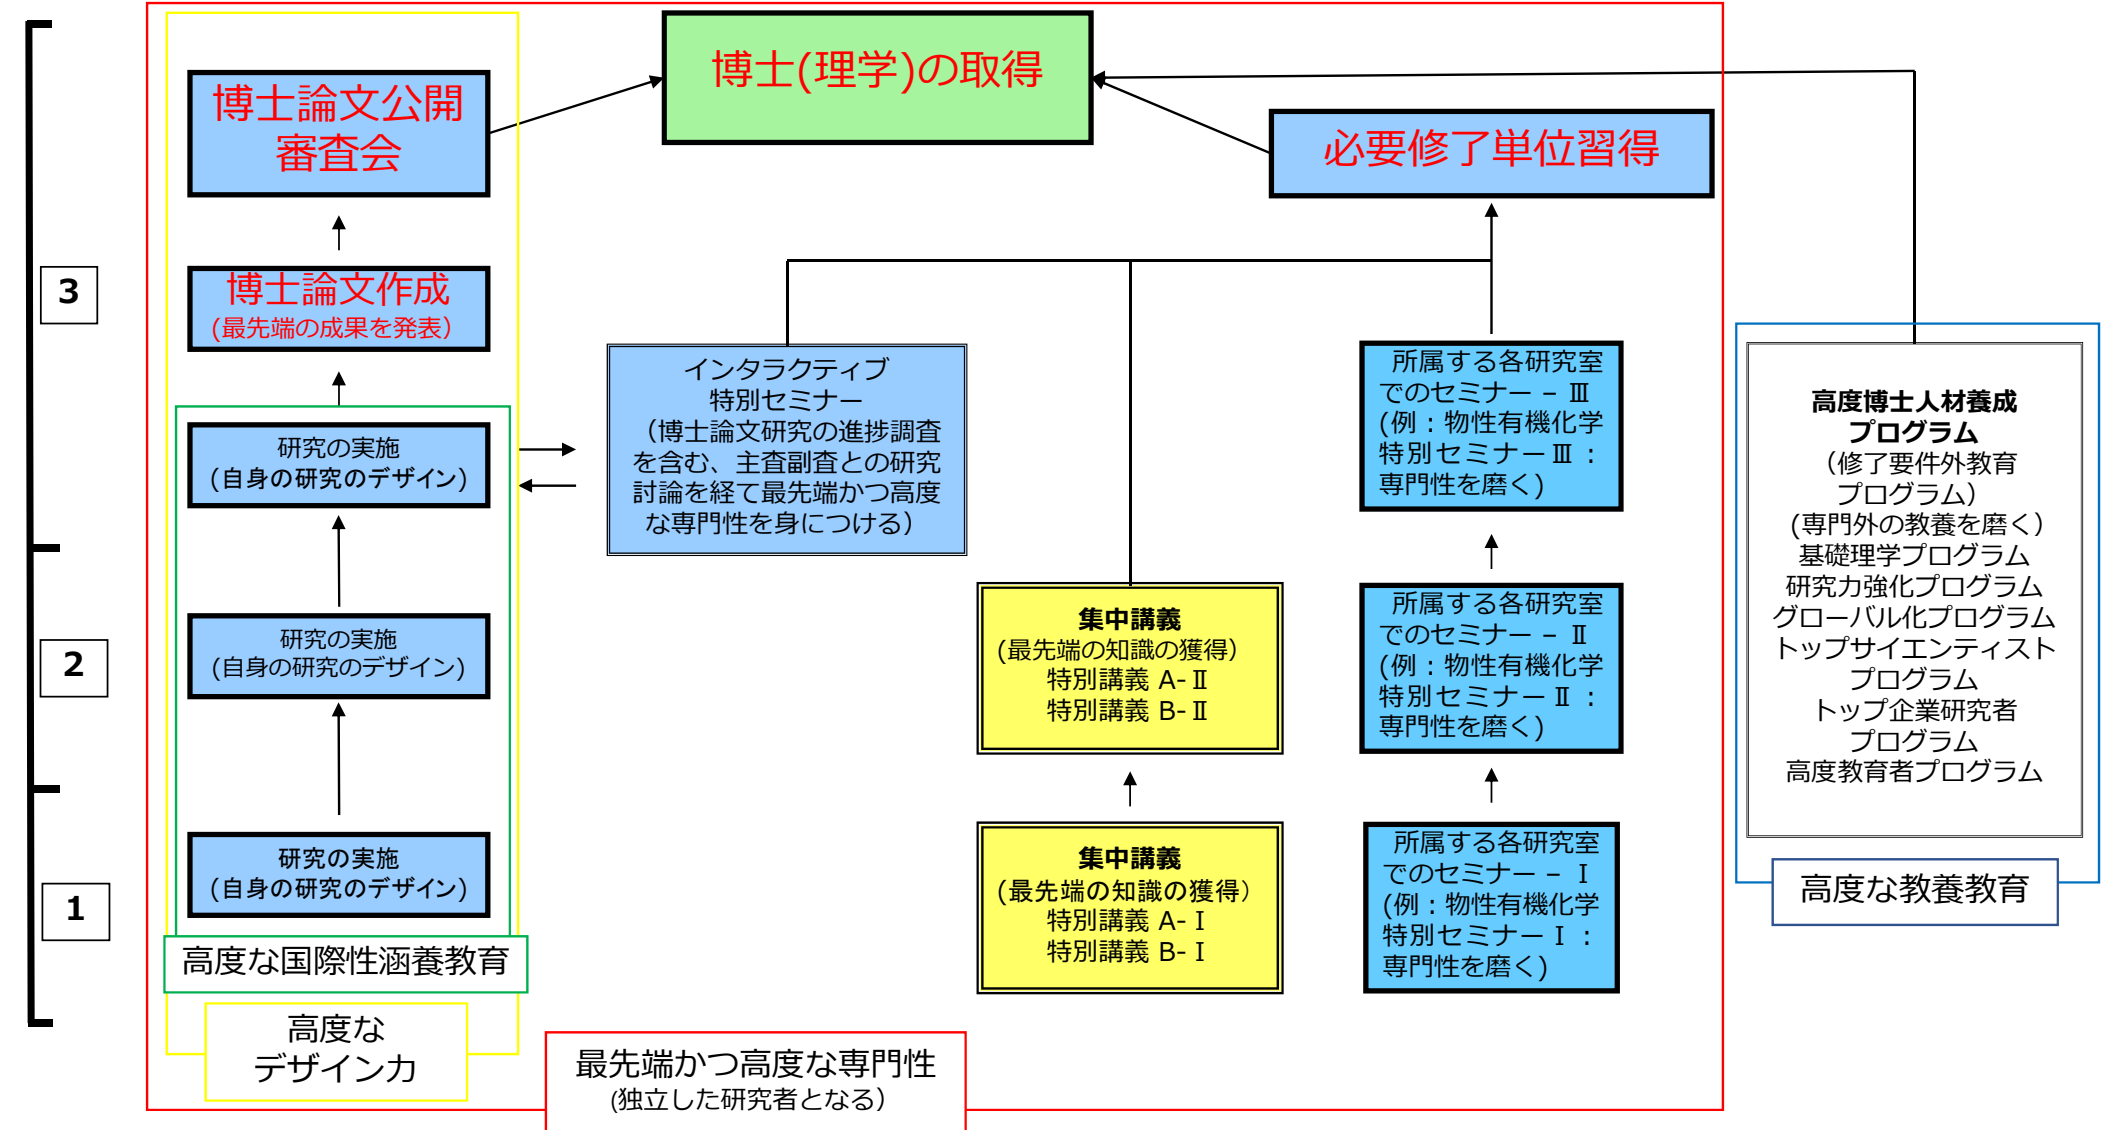 博士(理学)の取得
博士論文公開
審査会
必要修了単位習得
博士論文作成
(最先端の成果を発表)
3
インタラクティブ
特別セミナー
(博士論文研究の進捗調査
を含む、主査副査との研究
討論を経て最先端かつ高度
な専門性を身につける)
所属する各研究室
でのセミナー – Ⅲ
(例：物性有機化学
特別セミナーⅢ：
専門性を磨く)
高度博士人材養成
プログラム
(修了要件外教育
プログラム)
(専門外の教養を磨く)
基礎理学プログラム
研究力強化プログラム
グローバル化プログラム
トップサイエンティスト
プログラム
トップ企業研究者
プログラム
高度教育者プログラム
高度な教養教育
研究の実施
(自身の研究のデザイン)
2
研究の実施
(自身の研究のデザイン)
集中講義
(最先端の知識の獲得)
特別講義 A-Ⅱ
特別講義 B-Ⅱ
所属する各研究室
でのセミナー – Ⅱ
(例：物性有機化学
特別セミナーⅡ：
専門性を磨く)
1
研究の実施
(自身の研究のデザイン)
集中講義
(最先端の知識の獲得)
特別講義 A-Ⅰ
特別講義 B-Ⅰ
所属する各研究室
でのセミナー – Ⅰ
(例：物性有機化学
特別セミナーⅠ：
専門性を磨く)
高度な国際性涵養教育
高度な
デザイン力
最先端かつ高度な専門性
(独立した研究者となる)